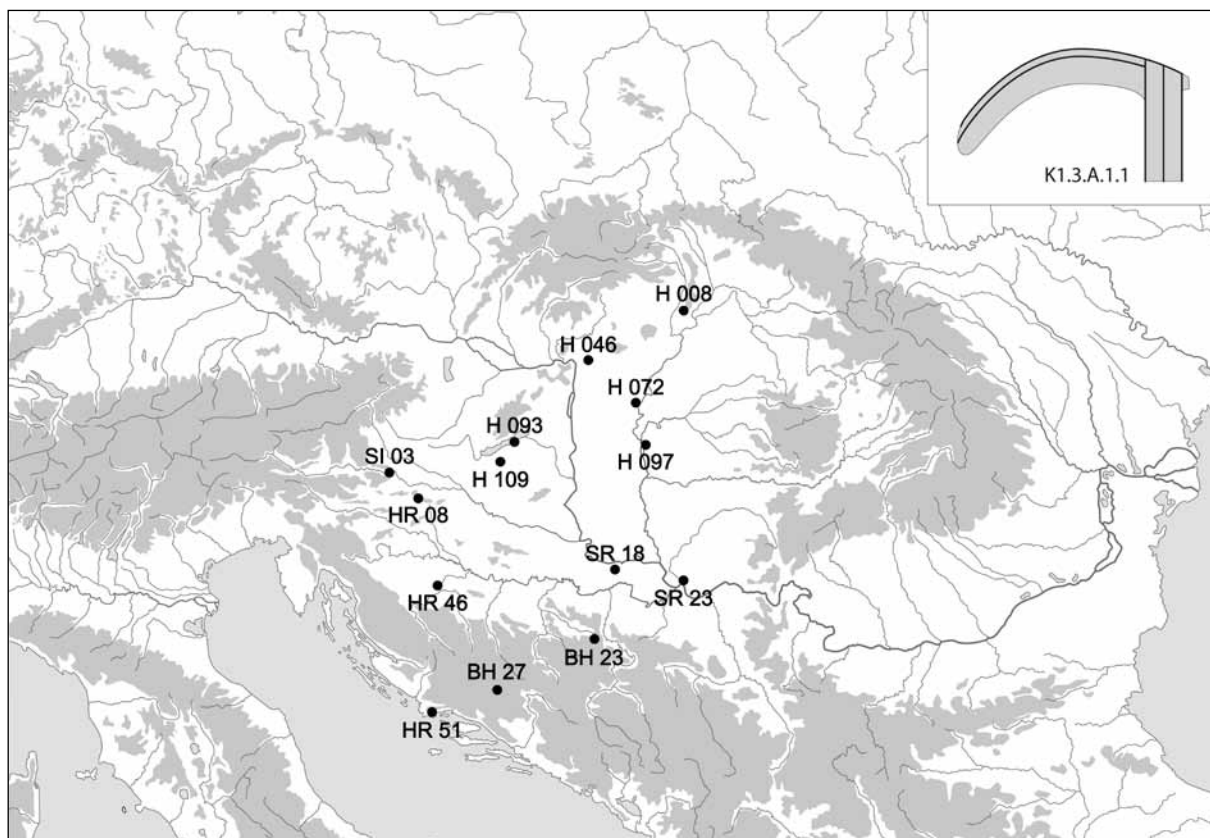 K1.3.A.1.1
H 008
H 046
H 072
H 093
H 097
SI 03
H 109
HR 08
SR 18
HR 46
SR 23
BH 23
BH 27
HR 51